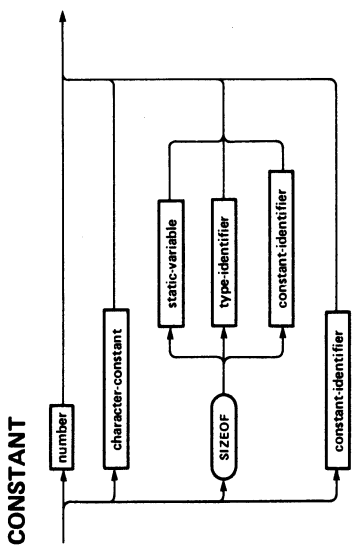 CONSTANT
number
character-constant
SIZEOF
static-variable
type-identifier
constant-identifier
constant-identifier